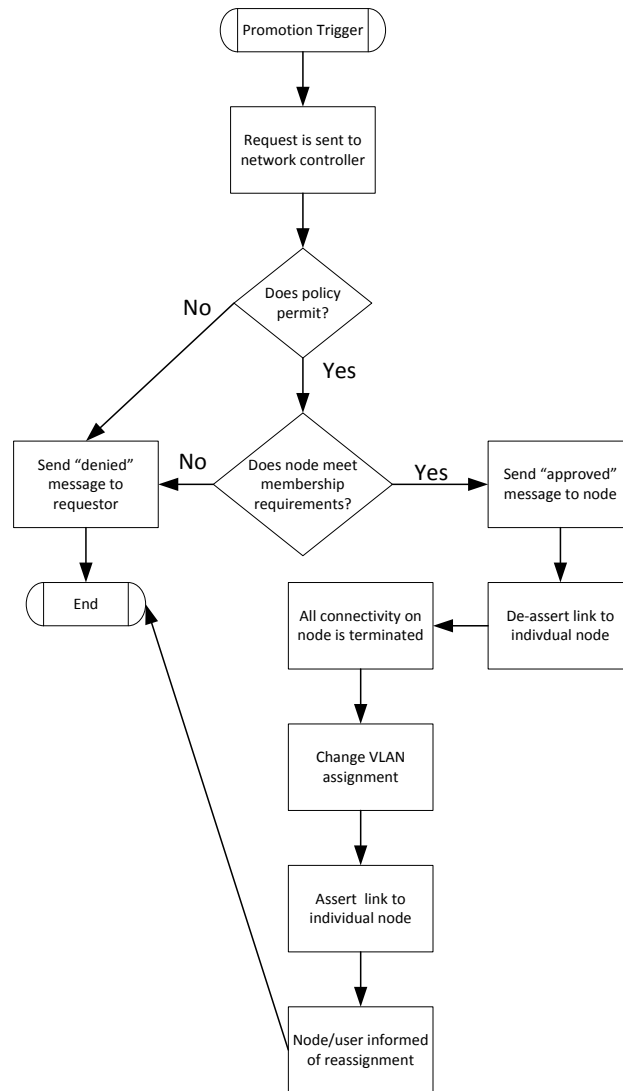 Promotion Trigger
Request is sent to
network controller
Does policy
permit?
No
Yes
Does node meet
membership
requirements?
No
Yes
Send “denied”
message to
requestor
Send “approved”
message to node
End
All connectivity on
node is terminated
De-assert link to
indivdual node
Change VLAN
assignment
Assert link to
individual node
Node/user informed
of reassignment